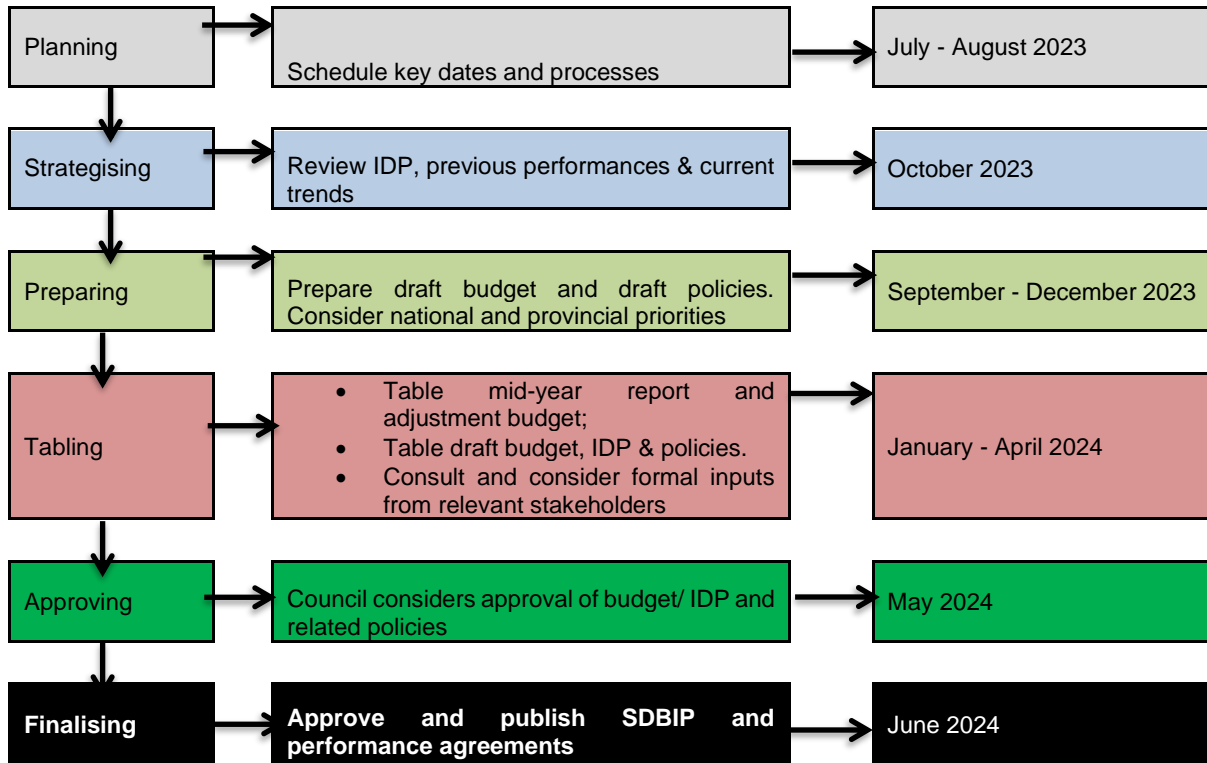 Planning
Schedule key dates and processes
July - August 2023
Strategising
Review IDP, previous performances & current
trends
October 2023
Preparing
Prepare draft budget and draft policies.
Consider national and provincial priorities
September - December 2023
Tabling
• Table mid-year report and
adjustment budget;
• Table draft budget, IDP & policies.
• Consult and consider formal inputs
from relevant stakeholders
January - April 2024
Approving
Council considers approval of budget/ IDP and
related policies
May 2024
Finalising
Approve and publish SDBIP and
performance agreements
June 2024